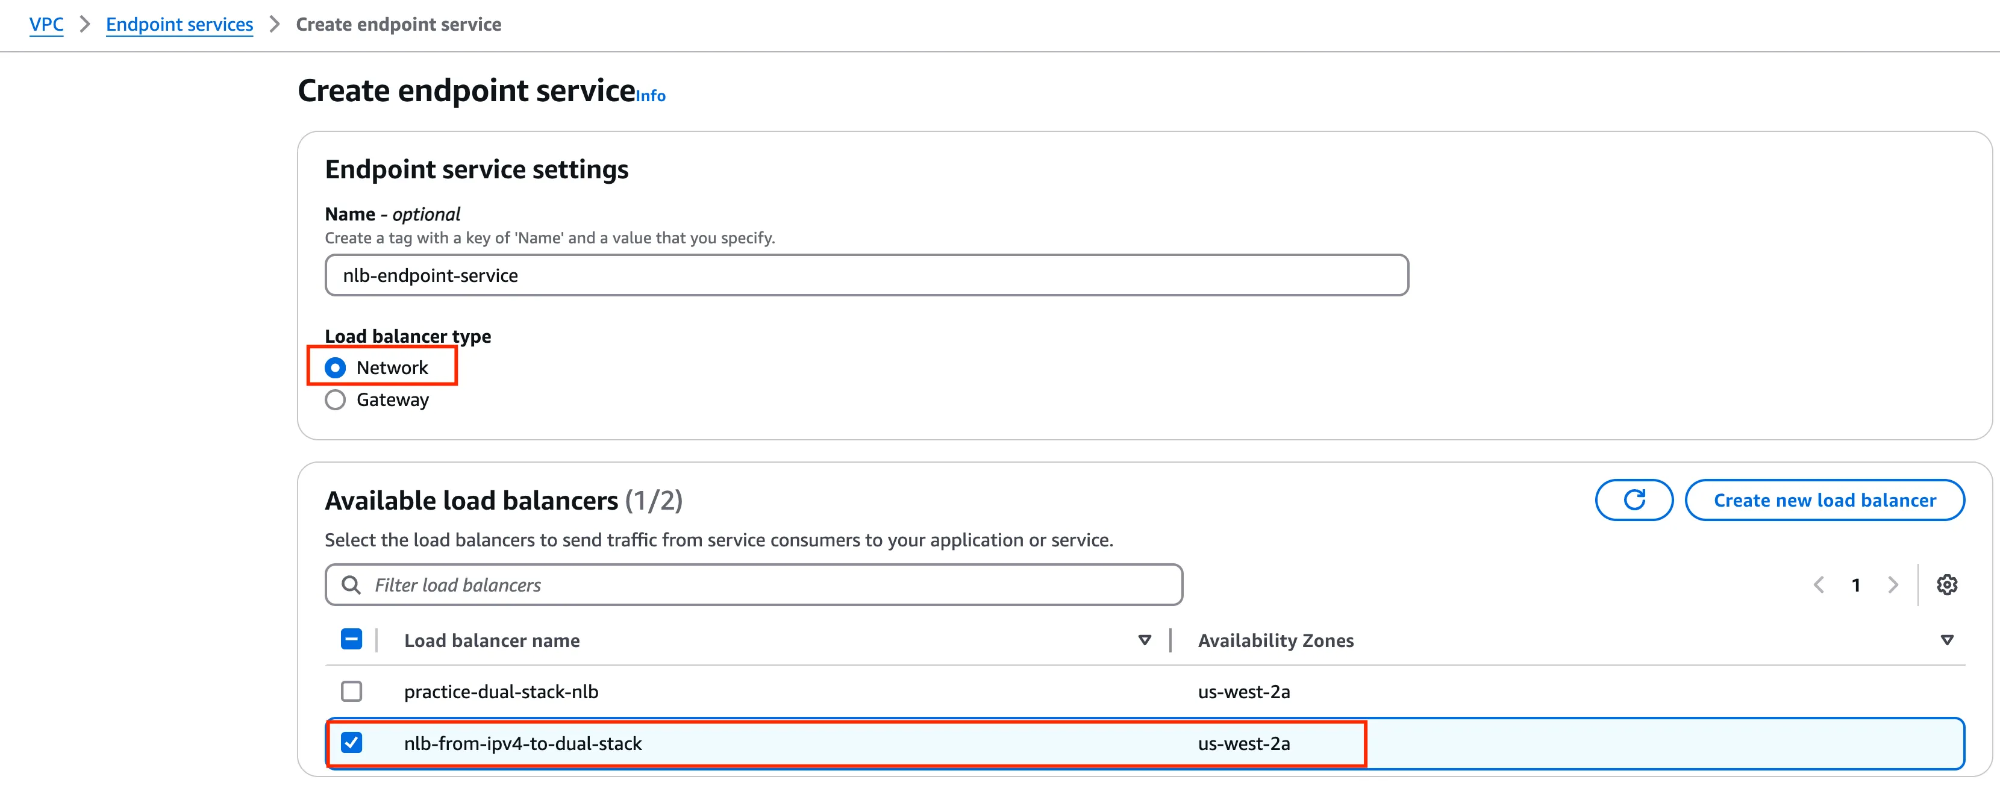 VPC > Endpoint services > Create endpoint service
Create endpoint service Info
Endpoint service settings
Name - optional
Create a tag with a key of 'Name' and a value that you specify.
nlb-endpoint-service
Load balancer type
Network
Gateway
Available load balancers (1/2)
Create new load balancer
Select the load balancers to send traffic from service consumers to your application or service.
Filter load balancers
1
Load balancer name Availability Zones
practice-dual-stack-nlb us-west-2a
nlb-from-ipv4-to-dual-stack us-west-2a